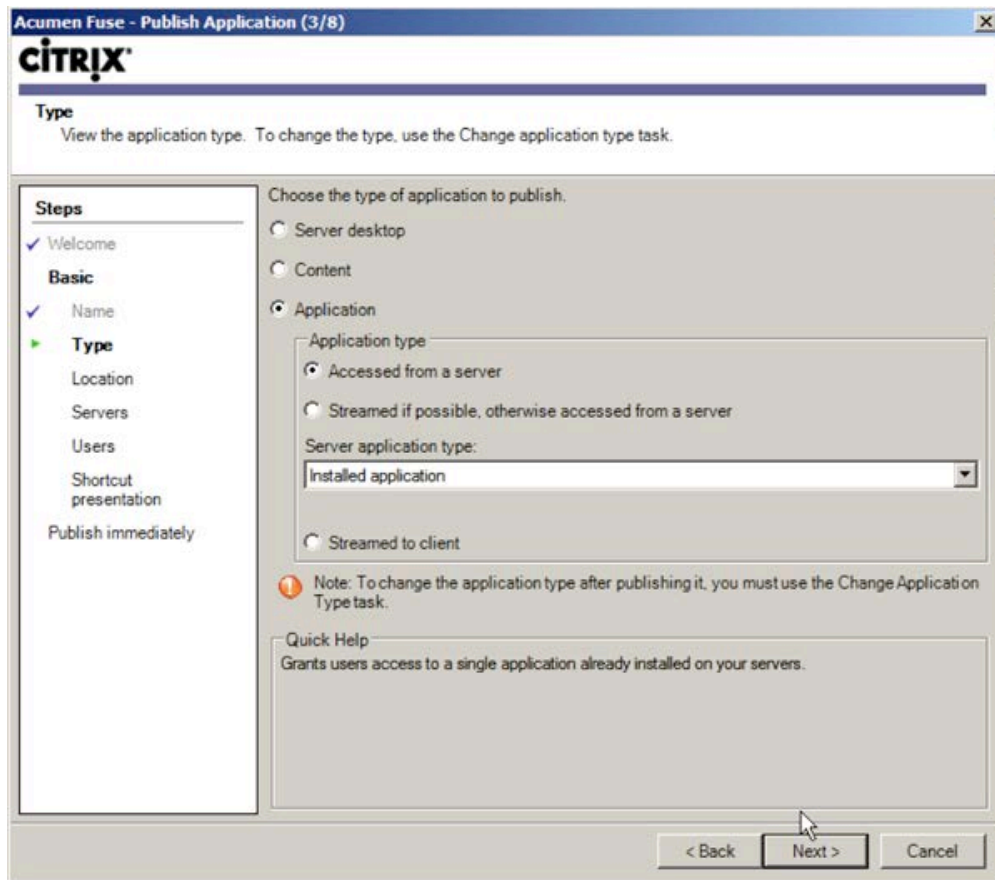 Acumen Fuse - Publish Application (3/8)
CITRIX®
Type
View the application type. To change the type, use the Change application type task.
Steps
Welcome
Basic
Name
Type
Location
Servers
Users
Shortcut
presentation
Publish immediately
Choose the type of application to publish.
Server desktop
Content
Application
Application type
Accessed from a server
Streamed if possible, otherwise accessed from a server
Server application type:
Installed application
Streamed to client
Note: To change the application type after publishing it, you must use the Change Application
Type task.
Quick Help
Grants users access to a single application already installed on your servers.
< Back
Next >
Cancel